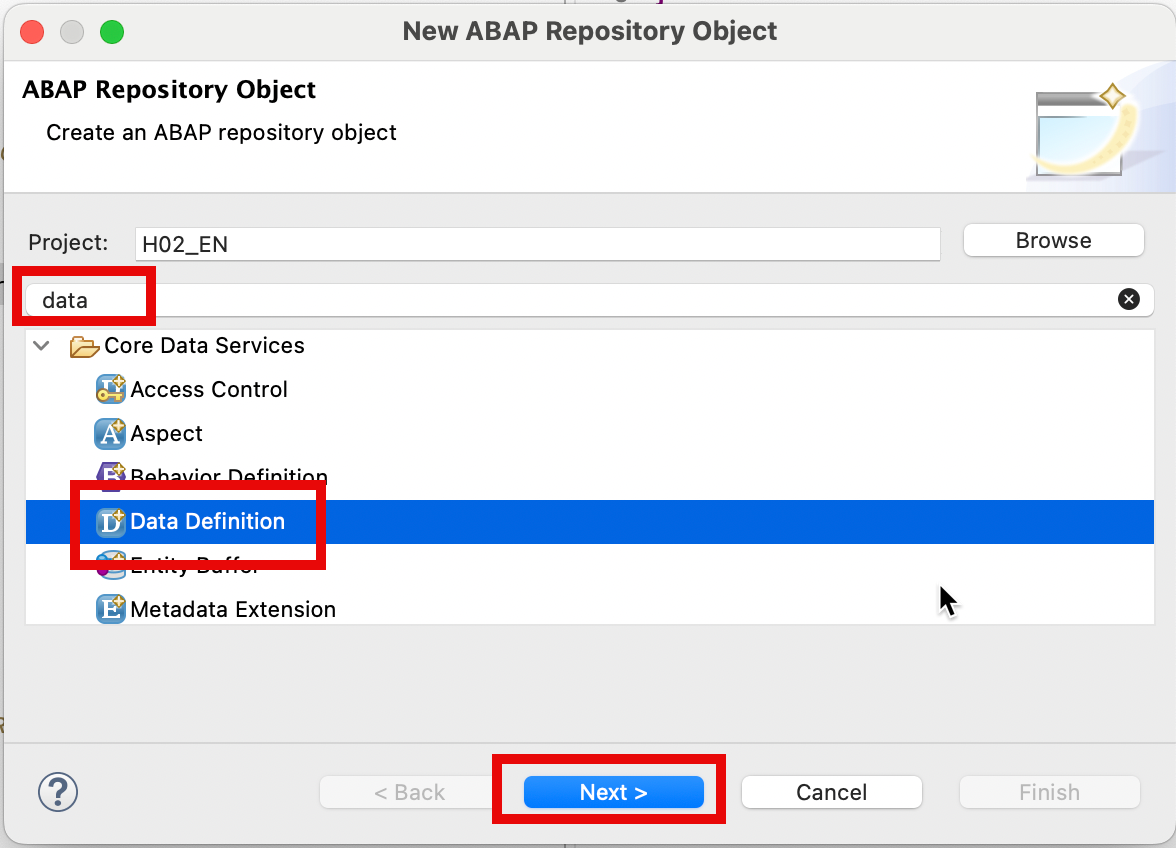 New ABAP Repository Object
ABAP Repository Object
Create an ABAP repository object
Project: H02_EN Browse
data
Core Data Services
Access Control
Aspect
Behavior Definition
Data Definition
Entity Buffer
Metadata Extension
< Back Next > Cancel Finish